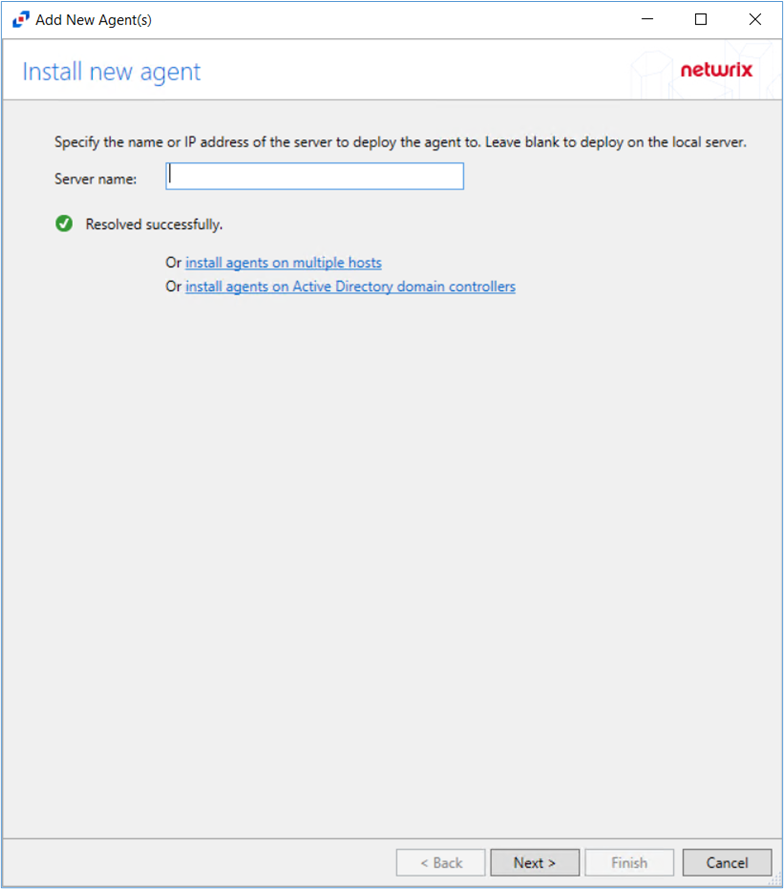 Add New Agent(s)
Install new agent
netwrix
Specify the name or IP address of the server to deploy the agent to. Leave blank to deploy on the local server.
Server name:
Resolved successfully.
Or install agents on multiple hosts
Or install agents on Active Directory domain controllers
< Back Next > Finish Cancel